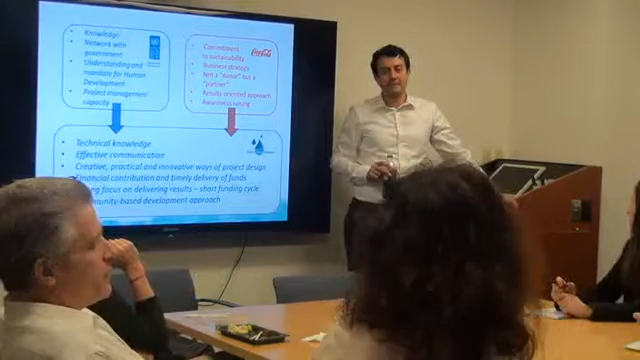 Knowledge:
Network with
government
Understanding and
mandate for Human
Development
Project management
capacity
Commitment
to sustainability
Business strategy
Not a "donor" but a
"partner"
Results oriented approach
Awareness raising
Coca-Cola
Technical knowledge
Effective communication
Creative, practical and innovative ways of project design
Financial contribution and timely delivery of funds
focus on delivering results – short funding cycle
development approach